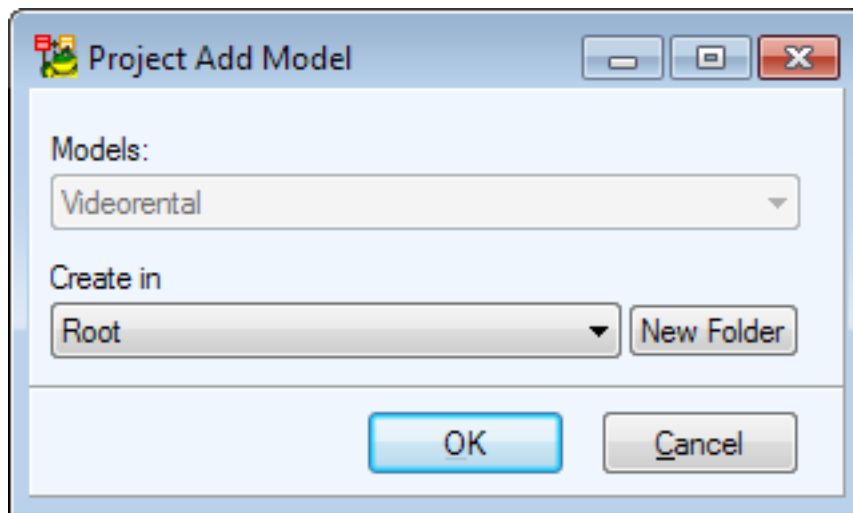 Project Add Model
Models:
Videorental
Create in
Root
New Folder
OK
Cancel